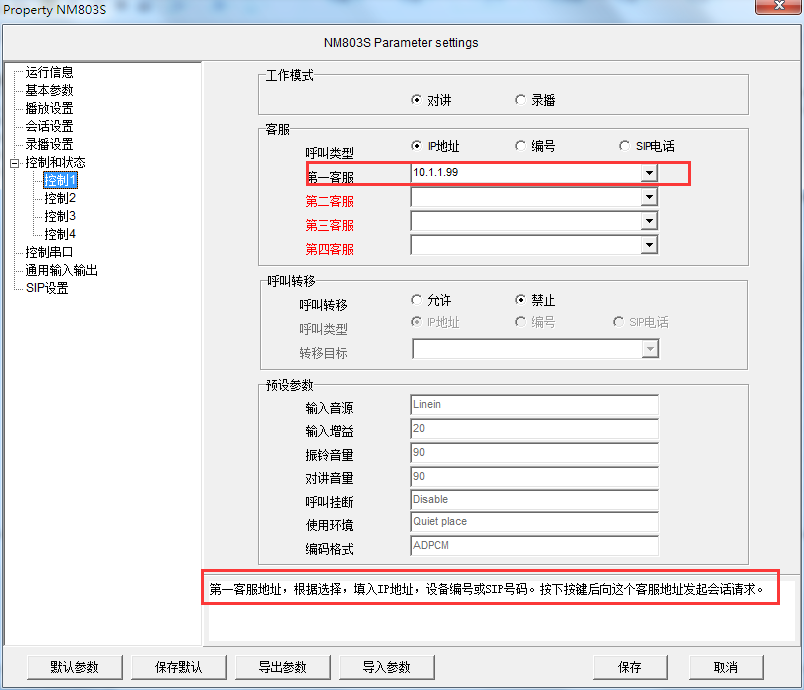 Property NM803S
NM803S Parameter settings
运行信息
基本参数
播放设置
会话设置
录播设置
控制和状态
控制1
控制2
控制3
控制4
控制串口
通用输入输出
SIP设置
工作模式
对讲 录播
客服
呼叫类型 IP地址 编号 SIP电话
第一客服 10.1.1.99
第二客服
第三客服
第四客服
呼叫转移
呼叫转移 允许 禁止
呼叫类型 IP地址 编号 SIP电话
转移目标
预设参数
输入音源 Linein
输入增益 20
振铃音量 90
对讲音量 90
呼叫挂断 Disable
使用环境 Quiet place
编码格式 ADPCM
第一客服地址，根据选择，填入IP地址，设备编号或SIP号码。按下按键后向这个客服地址发起会话请求。
默认参数 保存默认 导出参数 导入参数 保存 取消